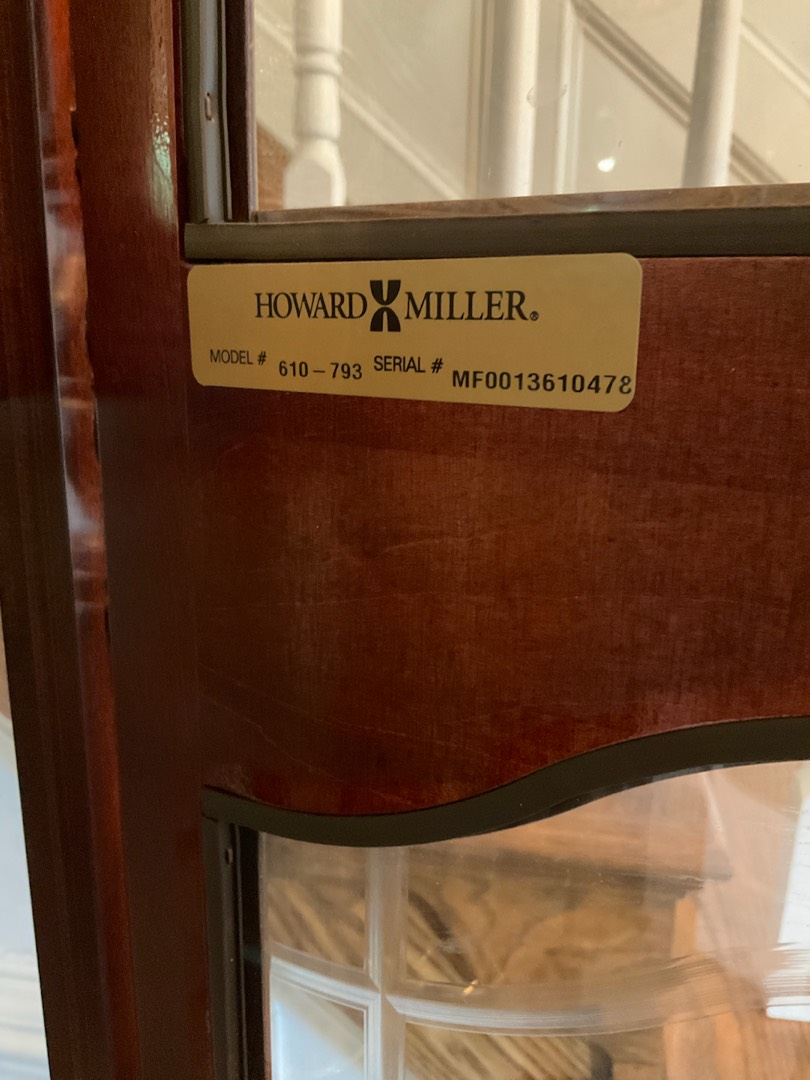 HOWARD MILLER®
MODEL # 610-793 SERIAL # MF0013610478